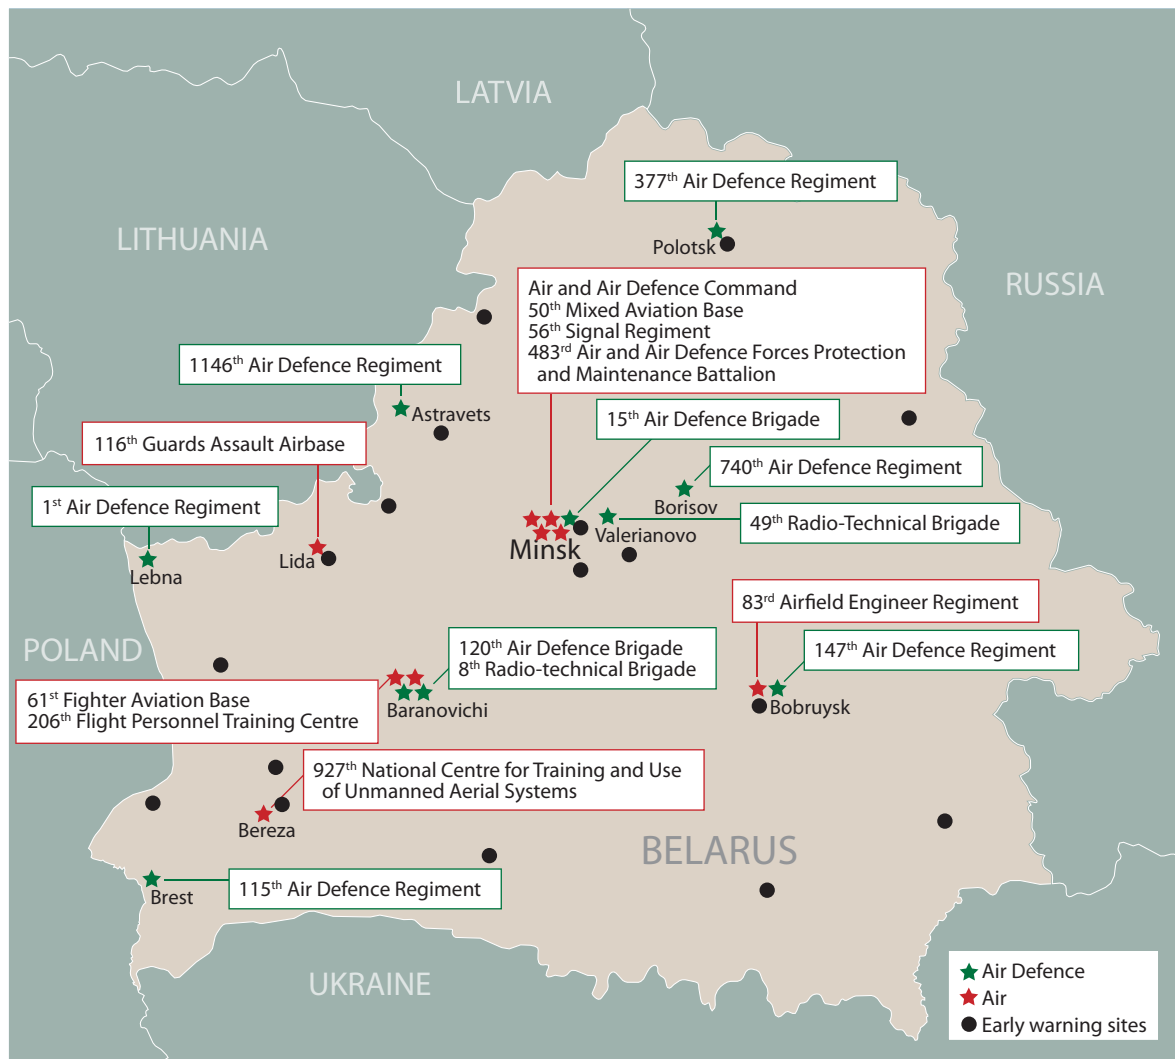 LATVIA
377th Air Defence Regiment
LITHUANIA
Polotsk
RUSSIA
Air and Air Defence Command
50th Mixed Aviation Base
56th Signal Regiment
483rd Air and Air Defence Forces Protection
and Maintenance Battalion
1146th Air Defence Regiment
Astravets
15th Air Defence Brigade
116th Guards Assault Airbase
740th Air Defence Regiment
1st Air Defence Regiment
Borisov
49th Radio-Technical Brigade
Valerianovo
Minsk
Lida
Lebna
83rd Airfield Engineer Regiment
POLAND
120th Air Defence Brigade
8th Radio-technical Brigade
147th Air Defence Regiment
61st Fighter Aviation Base
206th Flight Personnel Training Centre
Baranovichi
Bobruysk
927th National Centre for Training and Use
of Unmanned Aerial Systems
Bereza
BELARUS
115th Air Defence Regiment
Brest
UKRAINE
Air Defence
Air
Early warning sites